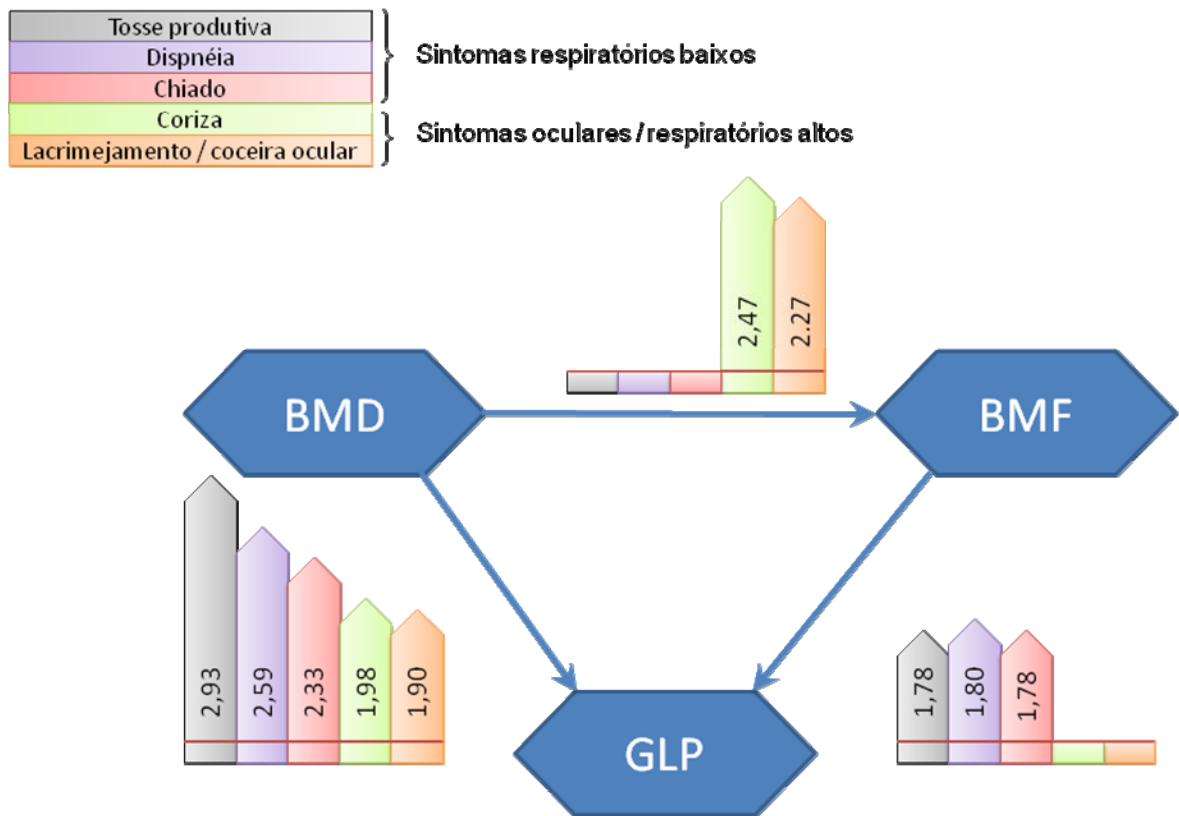 Tosse produtiva
Dispnéia
Chiado
Coriza
Lacrimejamento / coceira ocular
Sintomas respiratórios baixos
Sintomas oculares / respiratórios altos
2,47
2.27
BMD
BMF
2,93
2,59
2,33
1,98
1,90
1,78
1,80
1,78
GLP